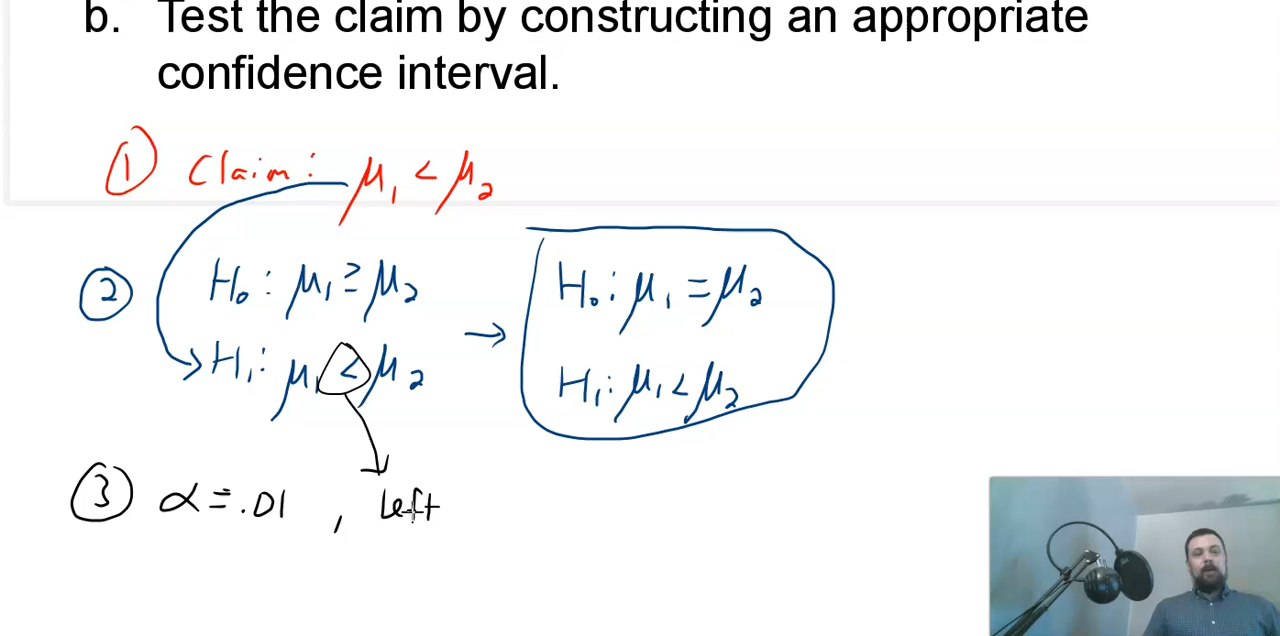 b. Test the claim by constructing an appropriate
confidence interval.
① Claim: μ₁ < μ₂
② H₀: μ₁ ≥ μ₂
H₁: μ₁ < μ₂
→
H₀: μ₁ = μ₂
H₁: μ₁ < μ₂
③ α = .01, left